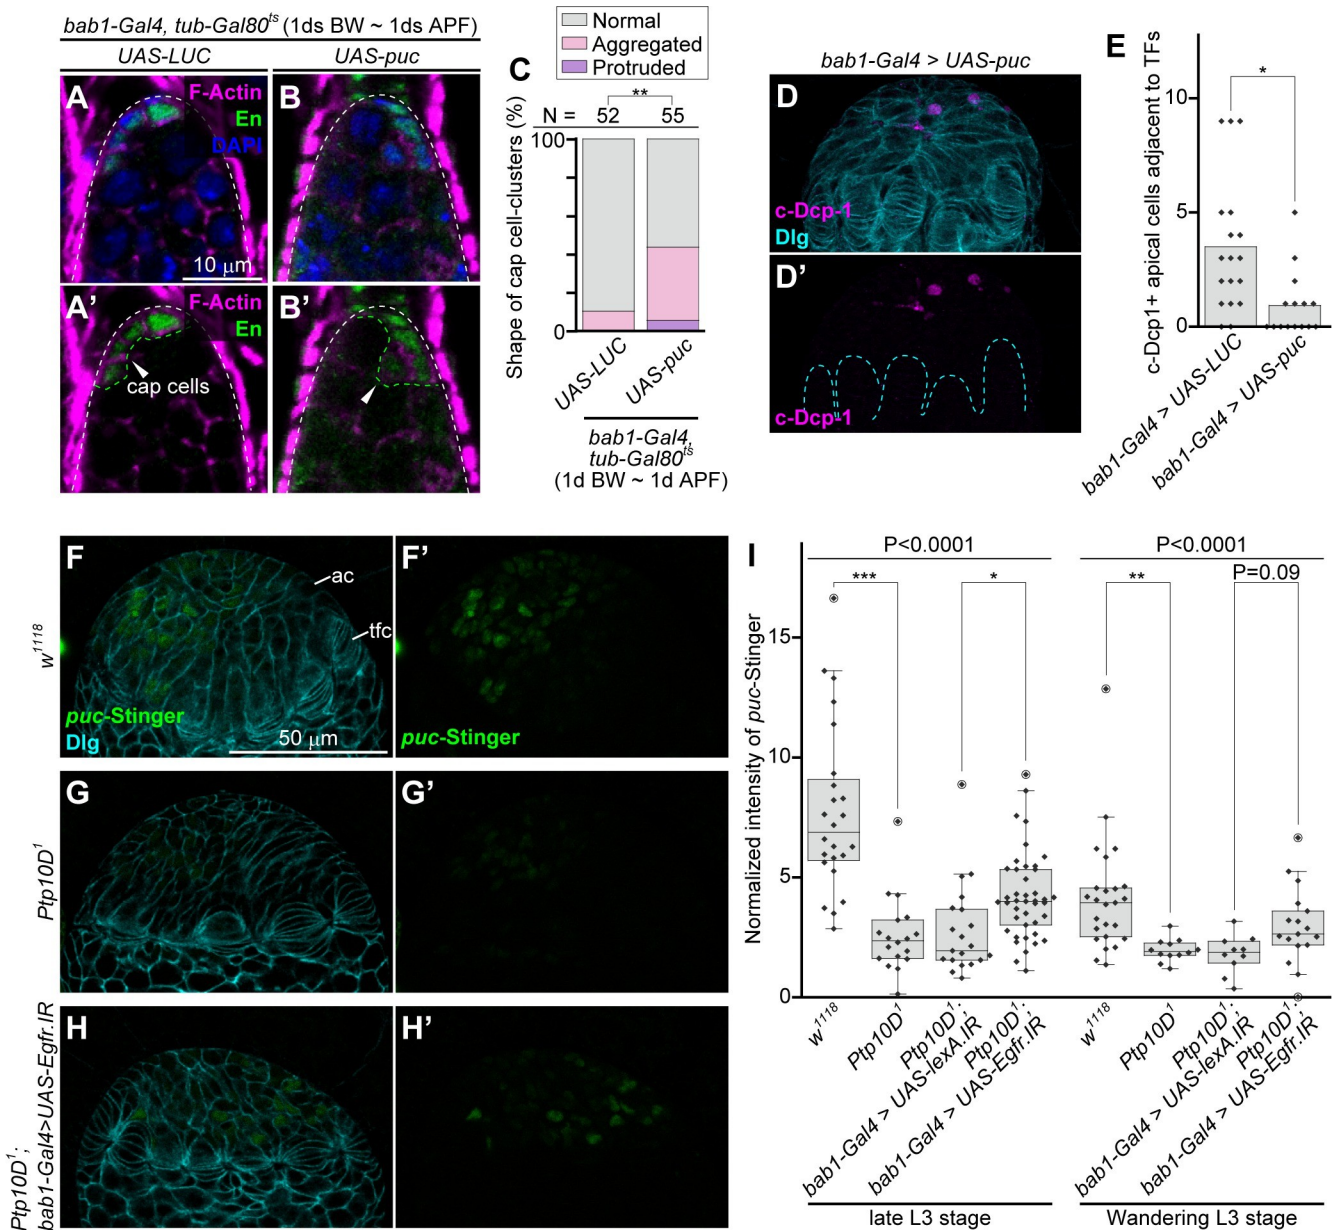 bab1-Gal4, tub-Gal80ts (1ds BW ~ 1ds APF)
UAS-LUC
UAS-puc
A
F-Actin
En
DAPI
10 μm
B
A’
F-Actin
En
cap cells
B’
C
Normal
Aggregated
Protruded
**
N = 52 55
Shape of cap cell-clusters (%)
100
0
UAS-LUC
UAS-puc
bab1-Gal4,
tub-Gal80ts
(1d BW ~ 1d APF)
bab1-Gal4 > UAS-puc
D
c-Dcp-1
Dlg
D’
c-Dcp-1
E
c-Dcp1+ apical cells adjacent to TFs
*
10
5
0
bab1-Gal4 > UAS-LUC
bab1-Gal4 > UAS-puc
w1118
F
ac
tfc
puc-Stinger
Dlg
50 μm
F’
puc-Stinger
Ptp10D1
G
G’
Ptp10D1;
bab1-Gal4>UAS-Egfr.IR
H
H’
I
Normalized intensity of puc-Stinger
P<0.0001
P<0.0001
***
*
**
P=0.09
15
10
5
0
w1118
Ptp10D1
Ptp10D1;
bab1-Gal4 > UAS-lexA.IR
Ptp10D1;
bab1-Gal4 > UAS-Egfr.IR
w1118
Ptp10D1
Ptp10D1;
bab1-Gal4 > UAS-lexA.IR
Ptp10D1;
bab1-Gal4 > UAS-Egfr.IR
late L3 stage
Wandering L3 stage